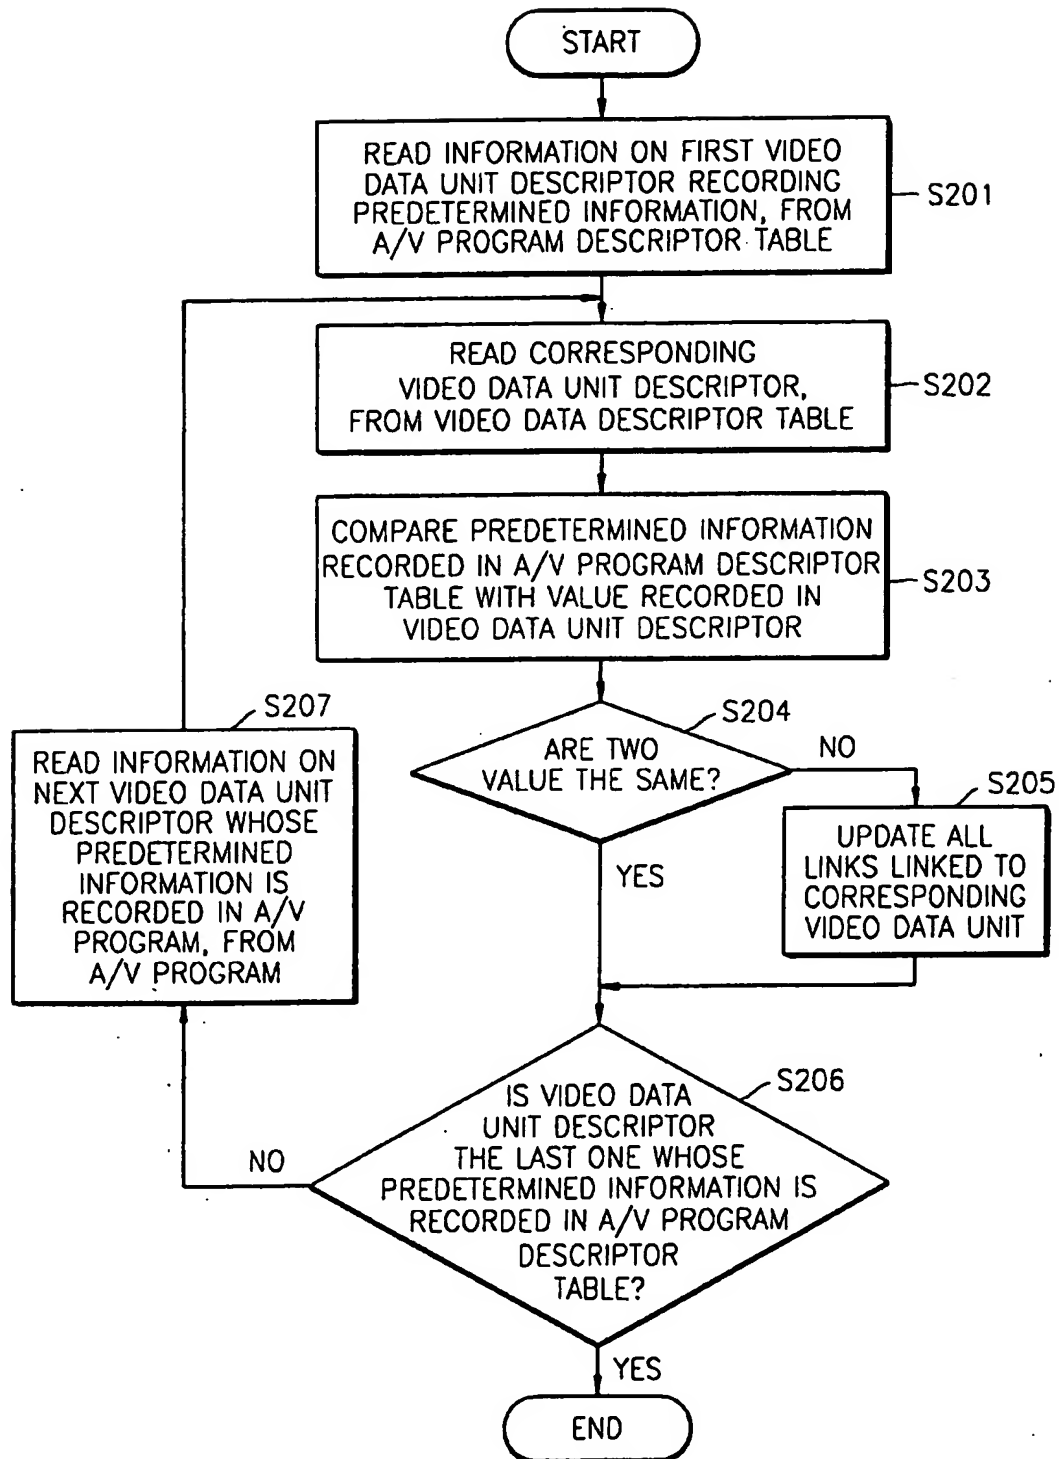 START
READ INFORMATION ON FIRST VIDEO
DATA UNIT DESCRIPTOR RECORDING
PREDETERMINED INFORMATION, FROM
A/V PROGRAM DESCRIPTOR TABLE
S201
READ CORRESPONDING
VIDEO DATA UNIT DESCRIPTOR,
FROM VIDEO DATA DESCRIPTOR TABLE
S202
COMPARE PREDETERMINED INFORMATION
RECORDED IN A/V PROGRAM DESCRIPTOR
TABLE WITH VALUE RECORDED IN
VIDEO DATA UNIT DESCRIPTOR
S203
S204
ARE TWO
VALUE THE SAME?
NO
YES
S205
UPDATE ALL
LINKS LINKED TO
CORRESPONDING
VIDEO DATA UNIT
S206
IS VIDEO DATA
UNIT DESCRIPTOR
THE LAST ONE WHOSE
PREDETERMINED INFORMATION IS
RECORDED IN A/V PROGRAM
DESCRIPTOR
TABLE?
NO
S207
READ INFORMATION ON
NEXT VIDEO DATA UNIT
DESCRIPTOR WHOSE
PREDETERMINED
INFORMATION IS
RECORDED IN A/V
PROGRAM, FROM
A/V PROGRAM
YES
END